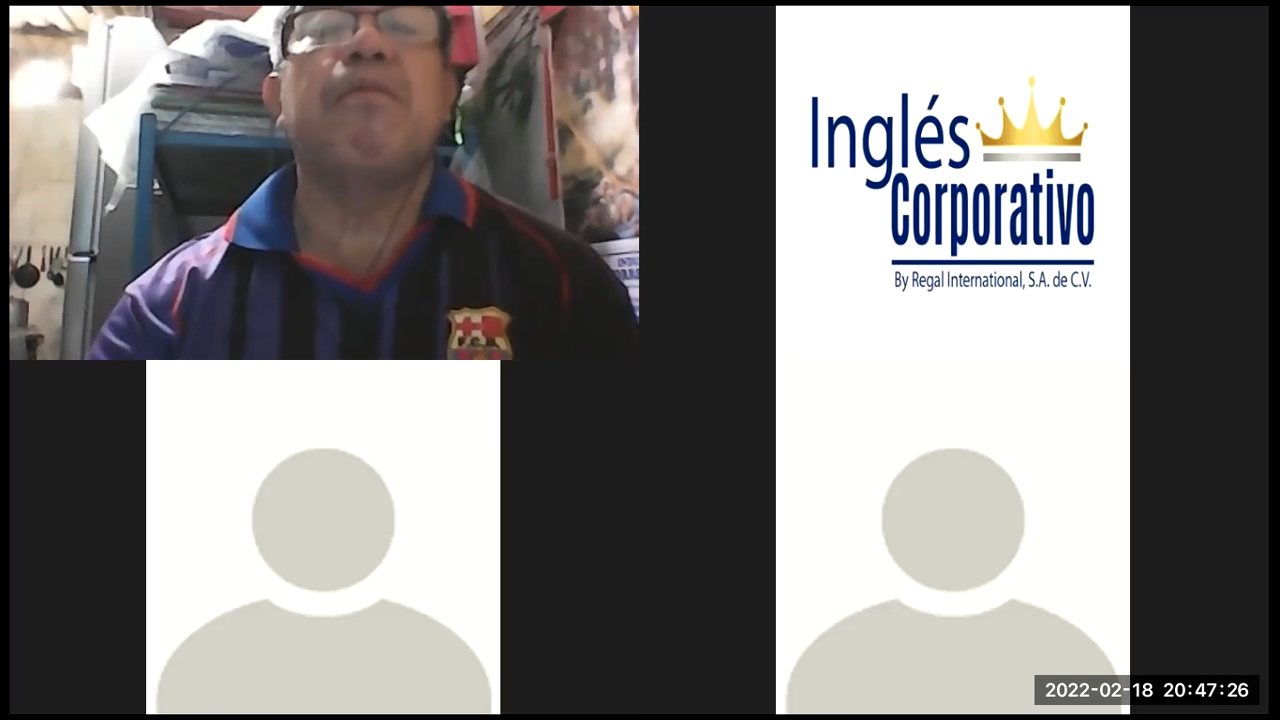 Inglés
Corporativo
By Regal International, S.A. de C.V.
F C B
2022-02-18 20:47:26